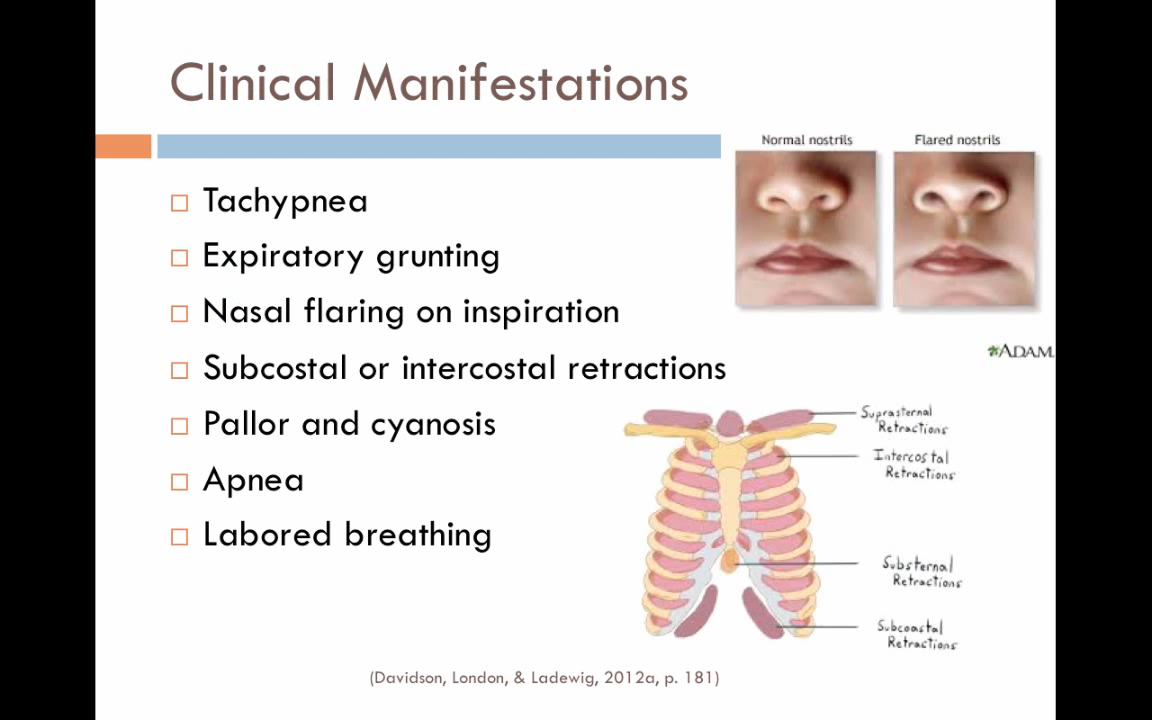 Clinical Manifestations
Normal nostrils
Flared nostrils
Tachypnea
Expiratory grunting
Nasal flaring on inspiration
Subcostal or intercostal retractions
Pallor and cyanosis
Apnea
Labored breathing
ADAM.
Suprasternal
Retractions
Intercostal
Retractions
Substernal
Retractions
Subcoastal
Retractions
(Davidson, London, & Ladewig, 2012a, p. 181)